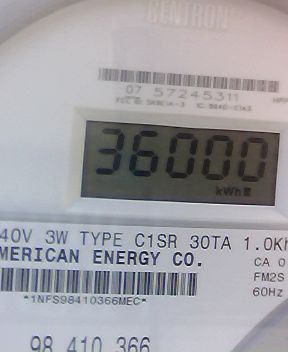 CENTRON
07 57245311
36000
kWh
40V 3W TYPE C1SR 30TA 1.0Kh
MERICAN ENERGY CO.
CA 0
FM2S
60Hz
*1NFS98410366MEC*
98 410 366